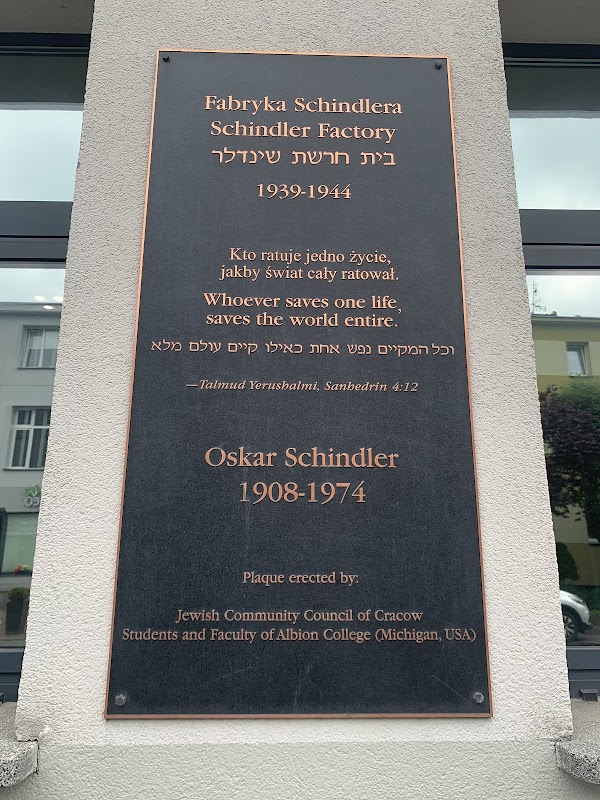 Fabryka Schindlera
Schindler Factory
בית חרשת שינדלר
1939-1944
Kto ratuje jedno życie,
jakby świat cały ratował.
Whoever saves one life,
saves the world entire.
וכל המקיים נפש אחת כאילו קיים עולם מלא
—Talmud Yerushalmi, Sanhedrin 4:12
Oskar Schindler
1908-1974
Plaque erected by:
Jewish Community Council of Cracow
Students and Faculty of Albion College (Michigan, USA)